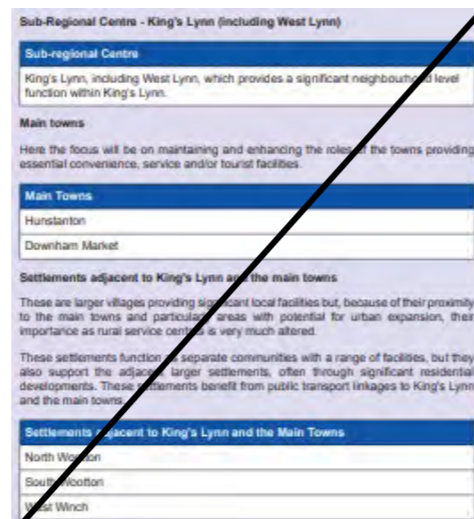 Sub-Regional Centre - King's Lynn (including West Lynn)
Sub-regional Centre
King's Lynn, including West Lynn, which provides a significant neighbourhood level
function within King's Lynn.
Main towns
Here the focus will be on maintaining and enhancing the roles of the towns providing
essential convenience, service and/or tourist facilities.
Main Towns
Hunstanton
Downham Market
Settlements adjacent to King's Lynn and the main towns
These are larger villages providing significant local facilities but, because of their proximity
to the main towns and particularly areas with potential for urban expansion, their
importance as rural service centres is very much altered.
These settlements function as separate communities with a range of facilities, but they
also support the adjacent larger settlements, often through significant residential
developments. These settlements benefit from public transport linkages to King's Lynn
and the main towns.
Settlements adjacent to King's Lynn and the Main Towns
North Wootton
South Wootton
West Winch